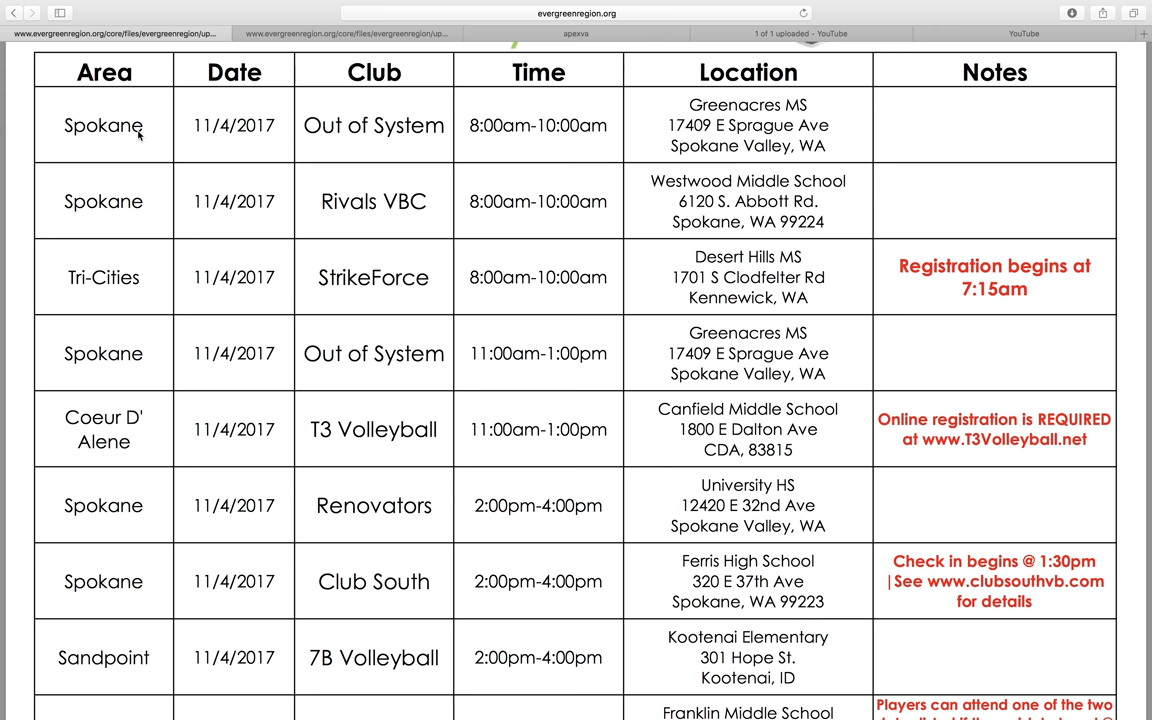 evergreenregion.org
www.evergreenregion.org/core/files/evergreenregion/up...
www.evergreenregion.org/core/files/evergreenregion/up...
apexva
1 of 1 uploaded - YouTube
YouTube
Area Date Club Time Location Notes
Greenacres MS
Spokane 11/4/2017 Out of System 8:00am-10:00am 17409 E Sprague Ave
Spokane Valley, WA
Westwood Middle School
Spokane 11/4/2017 Rivals VBC 8:00am-10:00am 6120 S. Abbott Rd.
Spokane, WA 99224
Desert Hills MS
Tri-Cities 11/4/2017 StrikeForce 8:00am-10:00am 1701 S Clodfelter Rd
Kennewick, WA
Registration begins at
7:15am
Greenacres MS
Spokane 11/4/2017 Out of System 11:00am-1:00pm 17409 E Sprague Ave
Spokane Valley, WA
Coeur D'
Alene
11/4/2017 T3 Volleyball 11:00am-1:00pm
Canfield Middle School
1800 E Dalton Ave
CDA, 83815
Online registration is REQUIRED
at www.T3Volleyball.net
University HS
Spokane 11/4/2017 Renovators 2:00pm-4:00pm 12420 E 32nd Ave
Spokane Valley, WA
Ferris High School
Spokane 11/4/2017 Club South 2:00pm-4:00pm 320 E 37th Ave
Spokane, WA 99223
Check in begins @ 1:30pm
|See www.clubsouthvb.com
for details
Kootenai Elementary
Sandpoint 11/4/2017 7B Volleyball 2:00pm-4:00pm 301 Hope St.
Kootenai, ID
Franklin Middle School
Players can attend one of the two